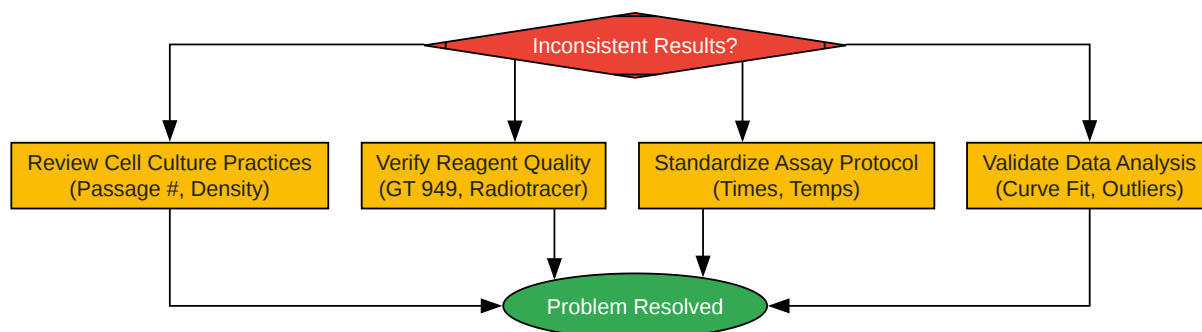 Inconsistent Results?
Review Cell Culture Practices
(Passage #, Density)
Verify Reagent Quality
(GT 949, Radiotracer)
Standardize Assay Protocol
(Times, Temps)
Validate Data Analysis
(Curve Fit, Outliers)
Problem Resolved